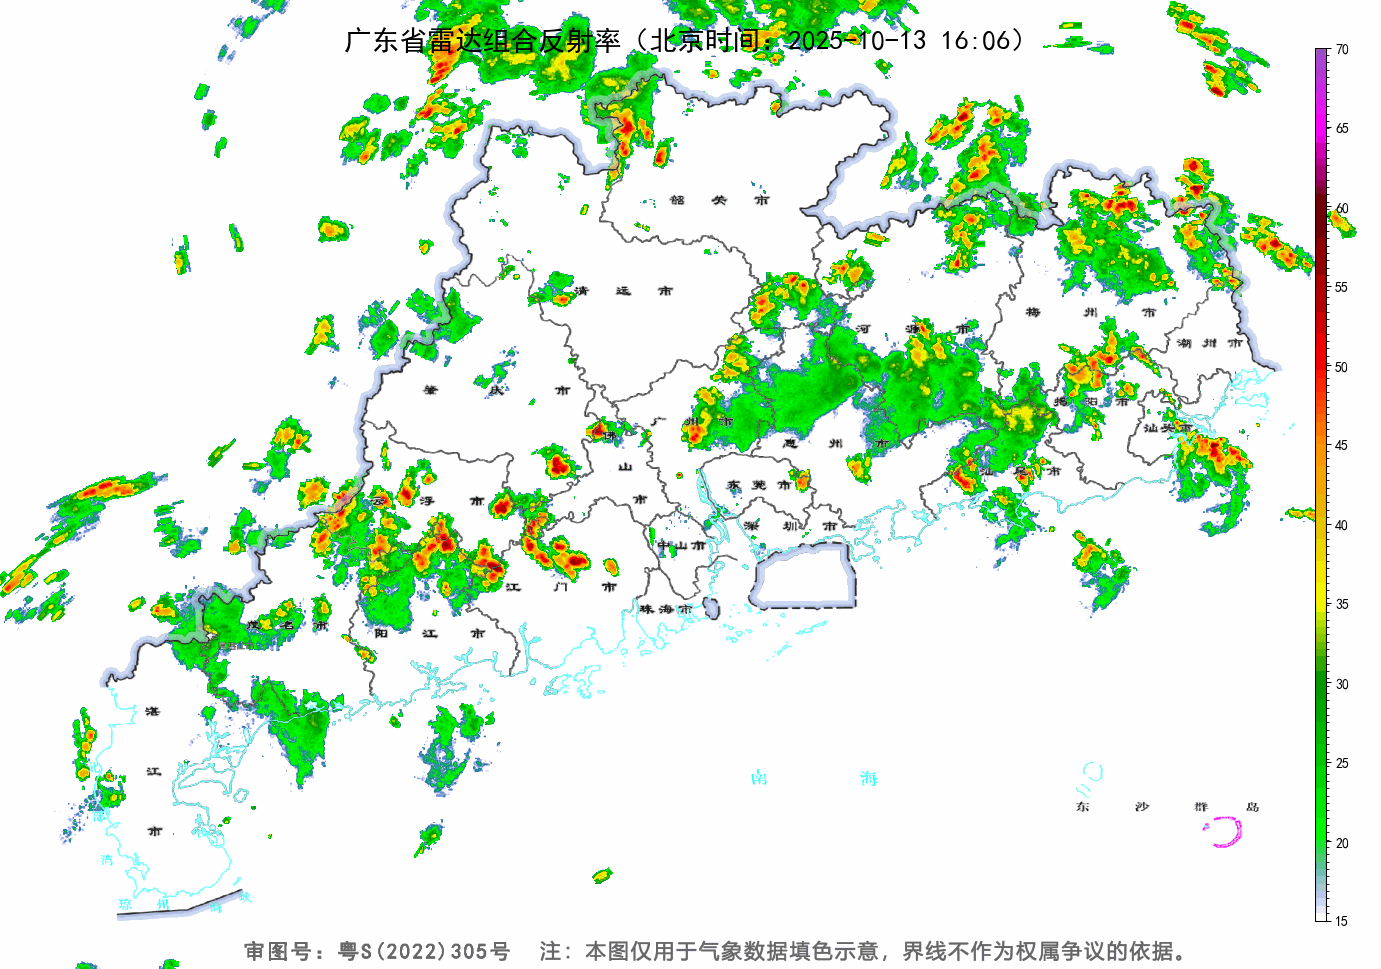 广东省雷达组合反射率（北京时间：2025-10-13 16:06）
70
65
60
55
50
45
40
35
30
25
20
15
韶关市
清远市
河源市
梅州市
潮州市
肇庆市
广州市
揭阳市
汕头市
佛山市
惠州市
汕尾市
云浮市
东莞市
深圳市
中山市
江门市
珠海市
茂名市
阳江市
湛江市
南海
东沙群岛
湾
琼州海峡
审图号：粤S(2022)305号 注：本图仅用于气象数据填色示意，界线不作为权属争议的依据。